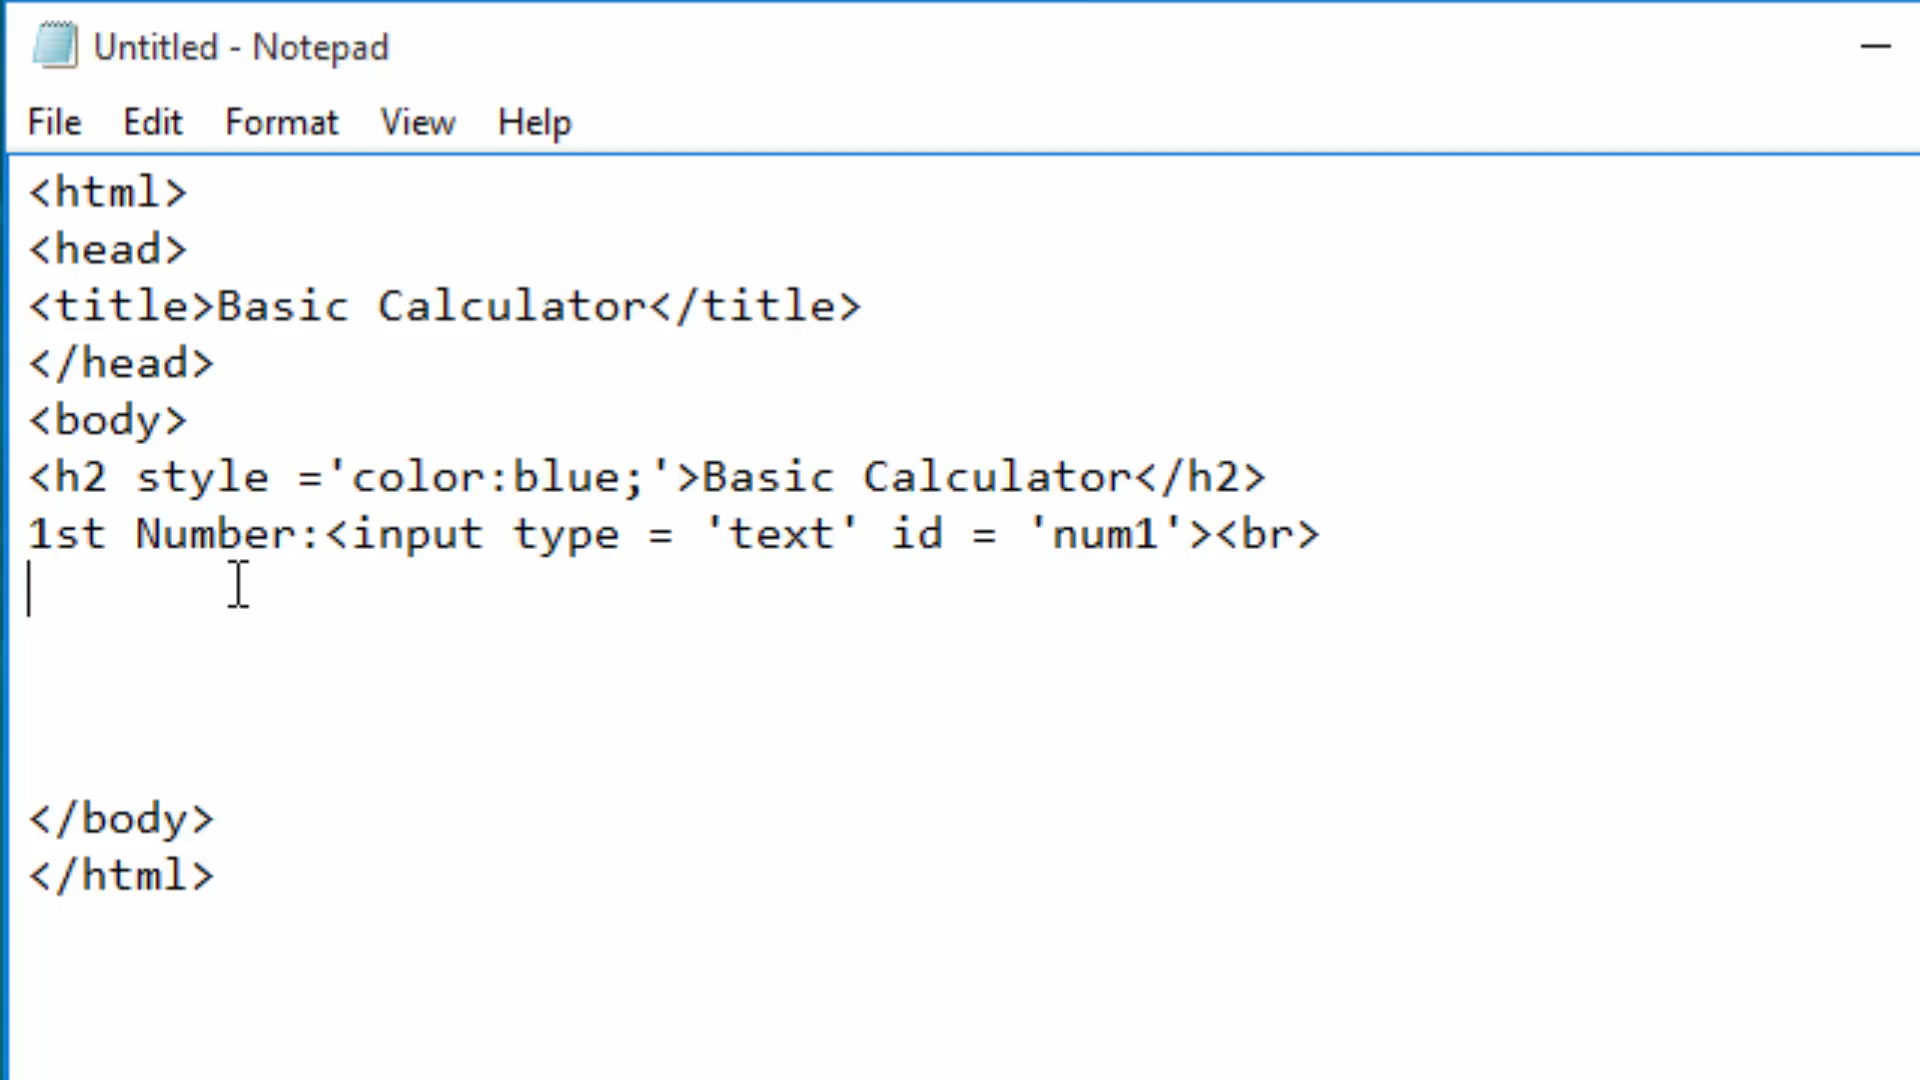 Untitled - Notepad
File Edit Format View Help
<html>
<head>
<title>Basic Calculator</title>
</head>
<body>
<h2 style ='color:blue;'>Basic Calculator</h2>
1st Number:<input type = 'text' id = 'num1'><br>
</body>
</html>